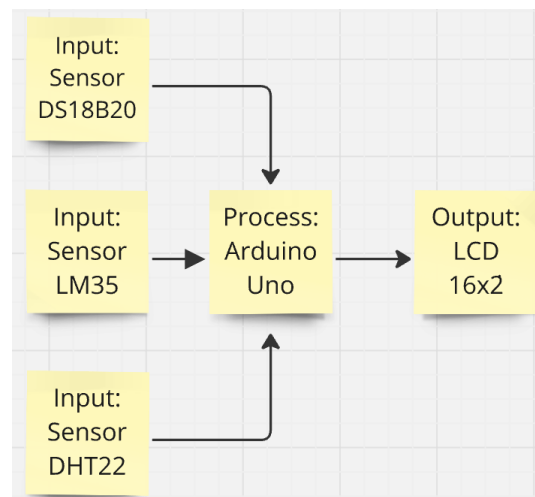 Input:
Sensor
DS18B20
Input:
Sensor
LM35
Process:
Arduino
Uno
Output:
LCD
16x2
Input:
Sensor
DHT22